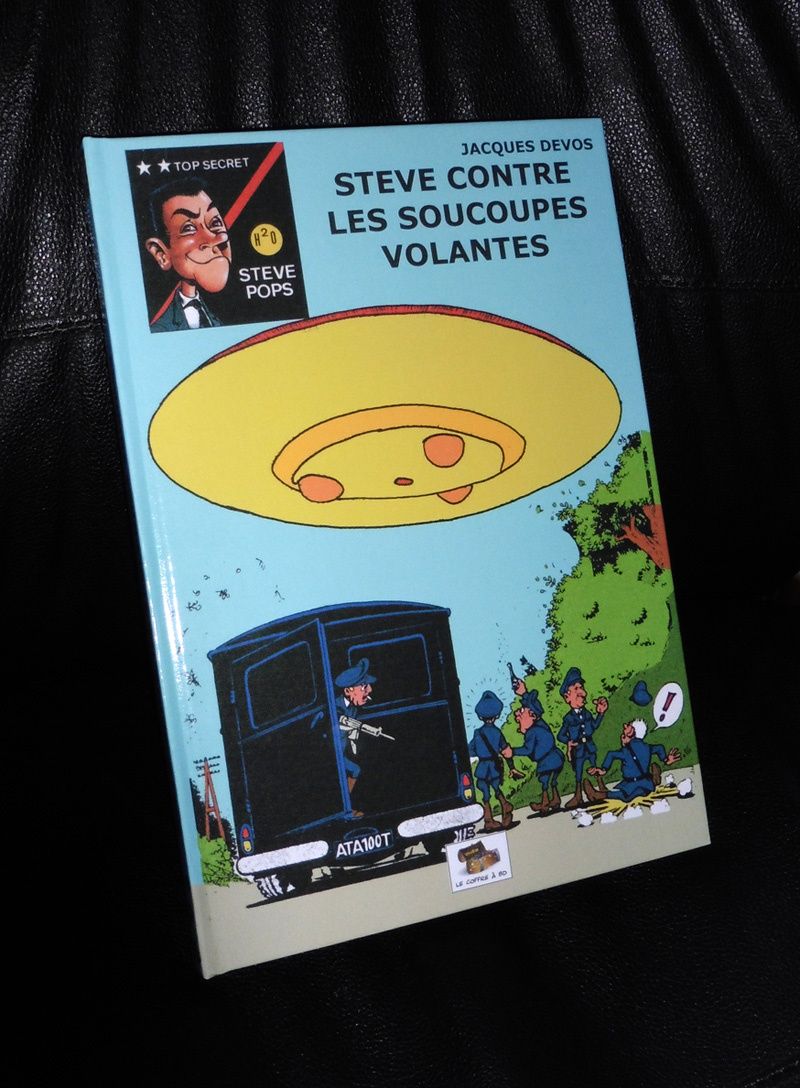 JACQUES DEVOS
★ ★ TOP SECRET
H2O
STEVE
POPS
STEVE CONTRE
LES SOUCOUPES
VOLANTES
!
ATA100T
LE COFFRE À BD